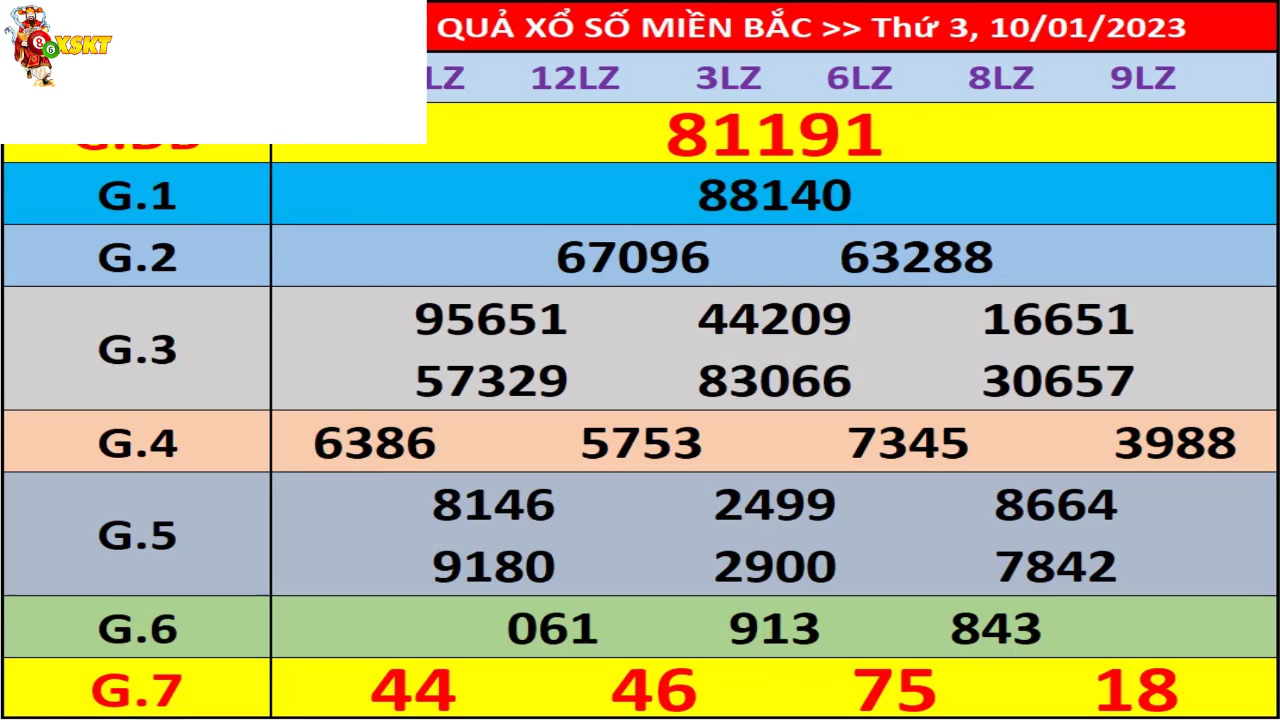 XSKT
86
QUẢ XỔ SỐ MIỀN BẮC >> Thứ 3, 10/01/2023
LZ 12LZ 3LZ 6LZ 8LZ 9LZ
81191
G.1 88140
G.2 67096 63288
G.3 95651 44209 16651
57329 83066 30657
G.4 6386 5753 7345 3988
G.5 8146 2499 8664
9180 2900 7842
G.6 061 913 843
G.7 44 46 75 18